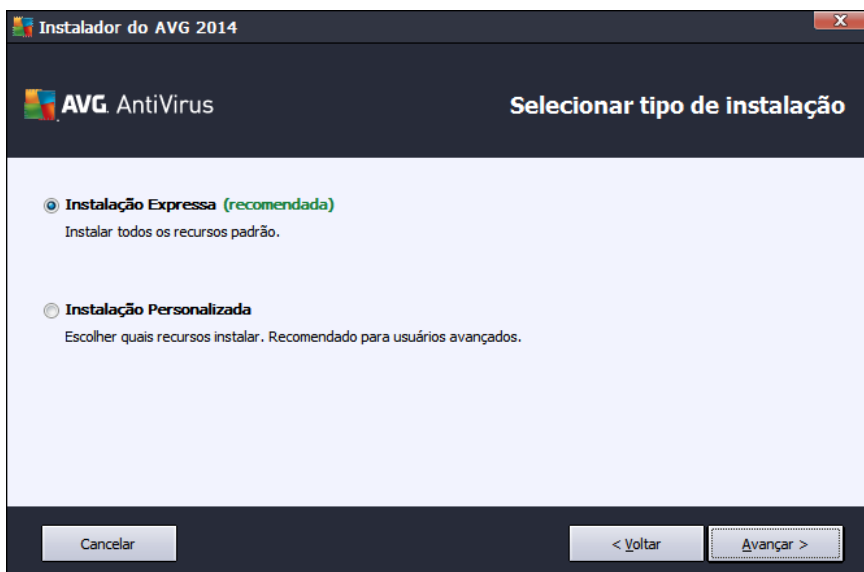 Instalador do AVG 2014
AVG. AntiVirus
Selecionar tipo de instalação
Instalação Expressa (recomendada)
Instalar todos os recursos padrão.
Instalação Personalizada
Escolher quais recursos instalar. Recomendado para usuários avançados.
Cancelar
< Voltar
Avançar >